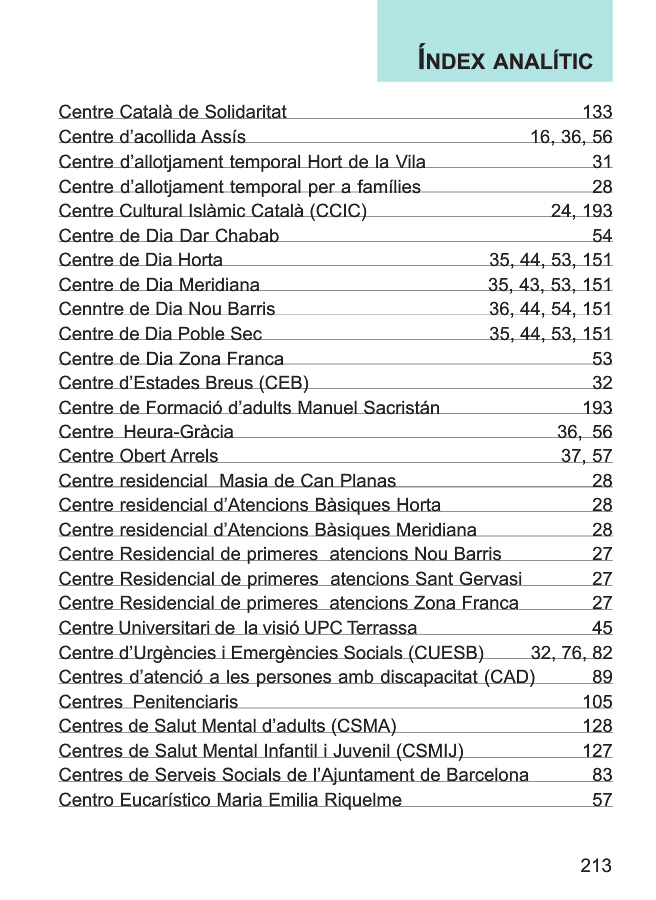 ÍNDEX ANALÍTIC
Centre Català de Solidaritat 133
Centre d’acollida Assís 16, 36, 56
Centre d’allotjament temporal Hort de la Vila 31
Centre d’allotjament temporal per a famílies 28
Centre Cultural Islàmic Català (CCIC) 24, 193
Centre de Dia Dar Chabab 54
Centre de Dia Horta 35, 44, 53, 151
Centre de Dia Meridiana 35, 43, 53, 151
Cenntre de Dia Nou Barris 36, 44, 54, 151
Centre de Dia Poble Sec 35, 44, 53, 151
Centre de Dia Zona Franca 53
Centre d’Estades Breus (CEB) 32
Centre de Formació d’adults Manuel Sacristán 193
Centre Heura-Gràcia 36, 56
Centre Obert Arrels 37, 57
Centre residencial Masia de Can Planas 28
Centre residencial d’Atencions Bàsiques Horta 28
Centre residencial d’Atencions Bàsiques Meridiana 28
Centre Residencial de primeres atencions Nou Barris 27
Centre Residencial de primeres atencions Sant Gervasi 27
Centre Residencial de primeres atencions Zona Franca 27
Centre Universitari de la visió UPC Terrassa 45
Centre d’Urgències i Emergències Socials (CUESB) 32, 76, 82
Centres d’atenció a les persones amb discapacitat (CAD) 89
Centres Penitenciaris 105
Centres de Salut Mental d’adults (CSMA) 128
Centres de Salut Mental Infantil i Juvenil (CSMIJ) 127
Centres de Serveis Socials de l’Ajuntament de Barcelona 83
Centro Eucarístico Maria Emilia Riquelme 57
213